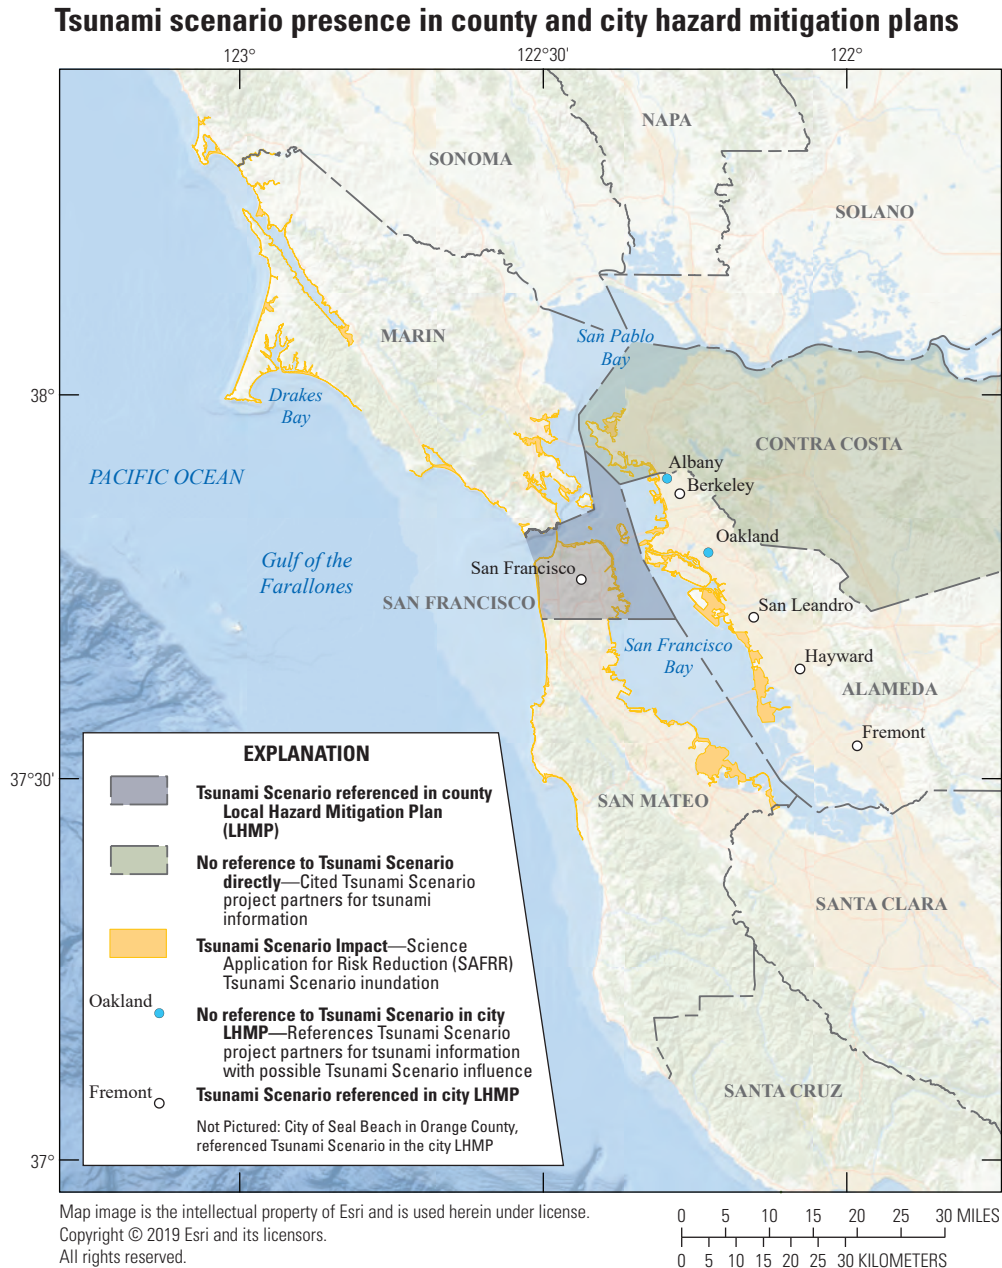 Tsunami scenario presence in county and city hazard mitigation plans
123°
122°30'
122°
NAPA
SONOMA
SOLANO
MARIN
San Pablo
Bay
38°
Drakes
Bay
CONTRA COSTA
Albany
PACIFIC OCEAN
Berkeley
Oakland
Gulf of the
Farallones
San Francisco
SAN FRANCISCO
San Leandro
San Francisco
Bay
Hayward
ALAMEDA
Fremont
37°30'
SAN MATEO
SANTA CLARA
SANTA CRUZ
37°
EXPLANATION
Tsunami Scenario referenced in county
Local Hazard Mitigation Plan
(LHMP)
No reference to Tsunami Scenario
directly—Cited Tsunami Scenario
project partners for tsunami
information
Tsunami Scenario Impact—Science
Application for Risk Reduction (SAFRR)
Tsunami Scenario inundation
Oakland
No reference to Tsunami Scenario in city
LHMP—References Tsunami Scenario
project partners for tsunami information
with possible Tsunami Scenario influence
Fremont
Tsunami Scenario referenced in city LHMP
Not Pictured: City of Seal Beach in Orange County,
referenced Tsunami Scenario in the city LHMP
Map image is the intellectual property of Esri and is used herein under license.
Copyright © 2019 Esri and its licensors.
All rights reserved.
0 5 10 15 20 25 30 MILES
0 5 10 15 20 25 30 KILOMETERS